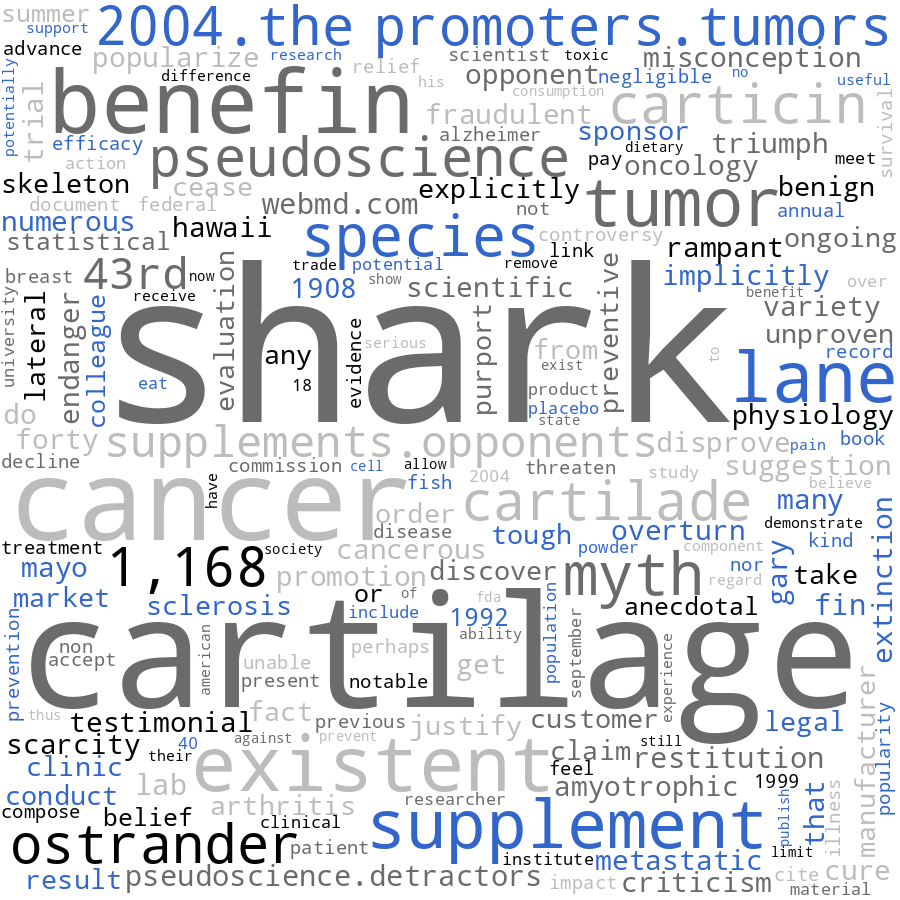 summer
support
2004.the promoters.tumors
advance
popularize
research
scientist
toxic
misconception
difference
relief
his
opponent
negligible
no
useful
potentially
trial
benefin
consumption
carticin
survival
fraudulent
efficacy
alzheimer
sponsor
triumph
action
pseudoscience
pay
dietary
oncology
meet
skeleton
cease
explicitly
tumor
benign
document
federal
webmd.com
not
annual
numerous
hawaii
species
controversy
statistical
link
rampant
ongoing
breast
43rd
now
trade
potential
remove
implicitly
over
university
receive
evaluation
1908
show
scientific
benefit
variety
lateral
endanger
colleague
shark
purport
preventive
unproven
any
evidence
serious
from
to
record
eat
18
exist
lane
product
do
placebo
physiology
state
forty
supplements.opponents
disprove
pain
book
decline
commission
cell
allow
threaten
suggestion
cancer
have
fish
2004
study
believe
cartilade
many
order
disease
tough
overturn
demonstrate
extinction
treatment
1,168
society
cancerous
powder
component
kind
mayo
promotion
discover
myth
nor
gary
take
regard
market
sclerosis
or
of
fda
include
1992
anecdotal
fin
prevention
cartilage
ability
population
september
non
accept
american
perhaps
unable
get
experience
present
notable
thus
testimonial
fact
previous
justify
customer
legal
manufacturer
popularity
scarcity
40
against
prevent
still
their
existent
claim
restitution
clinic
feel
lab
amyotrophic
1999
conduct
arthritis
researcher
publish
that
illness
compose
belief
clinical
supplement
ostrander
patient
institute
metastatic
limit
result
pseudoscience.detractors
impact
criticism
cite
cure
material